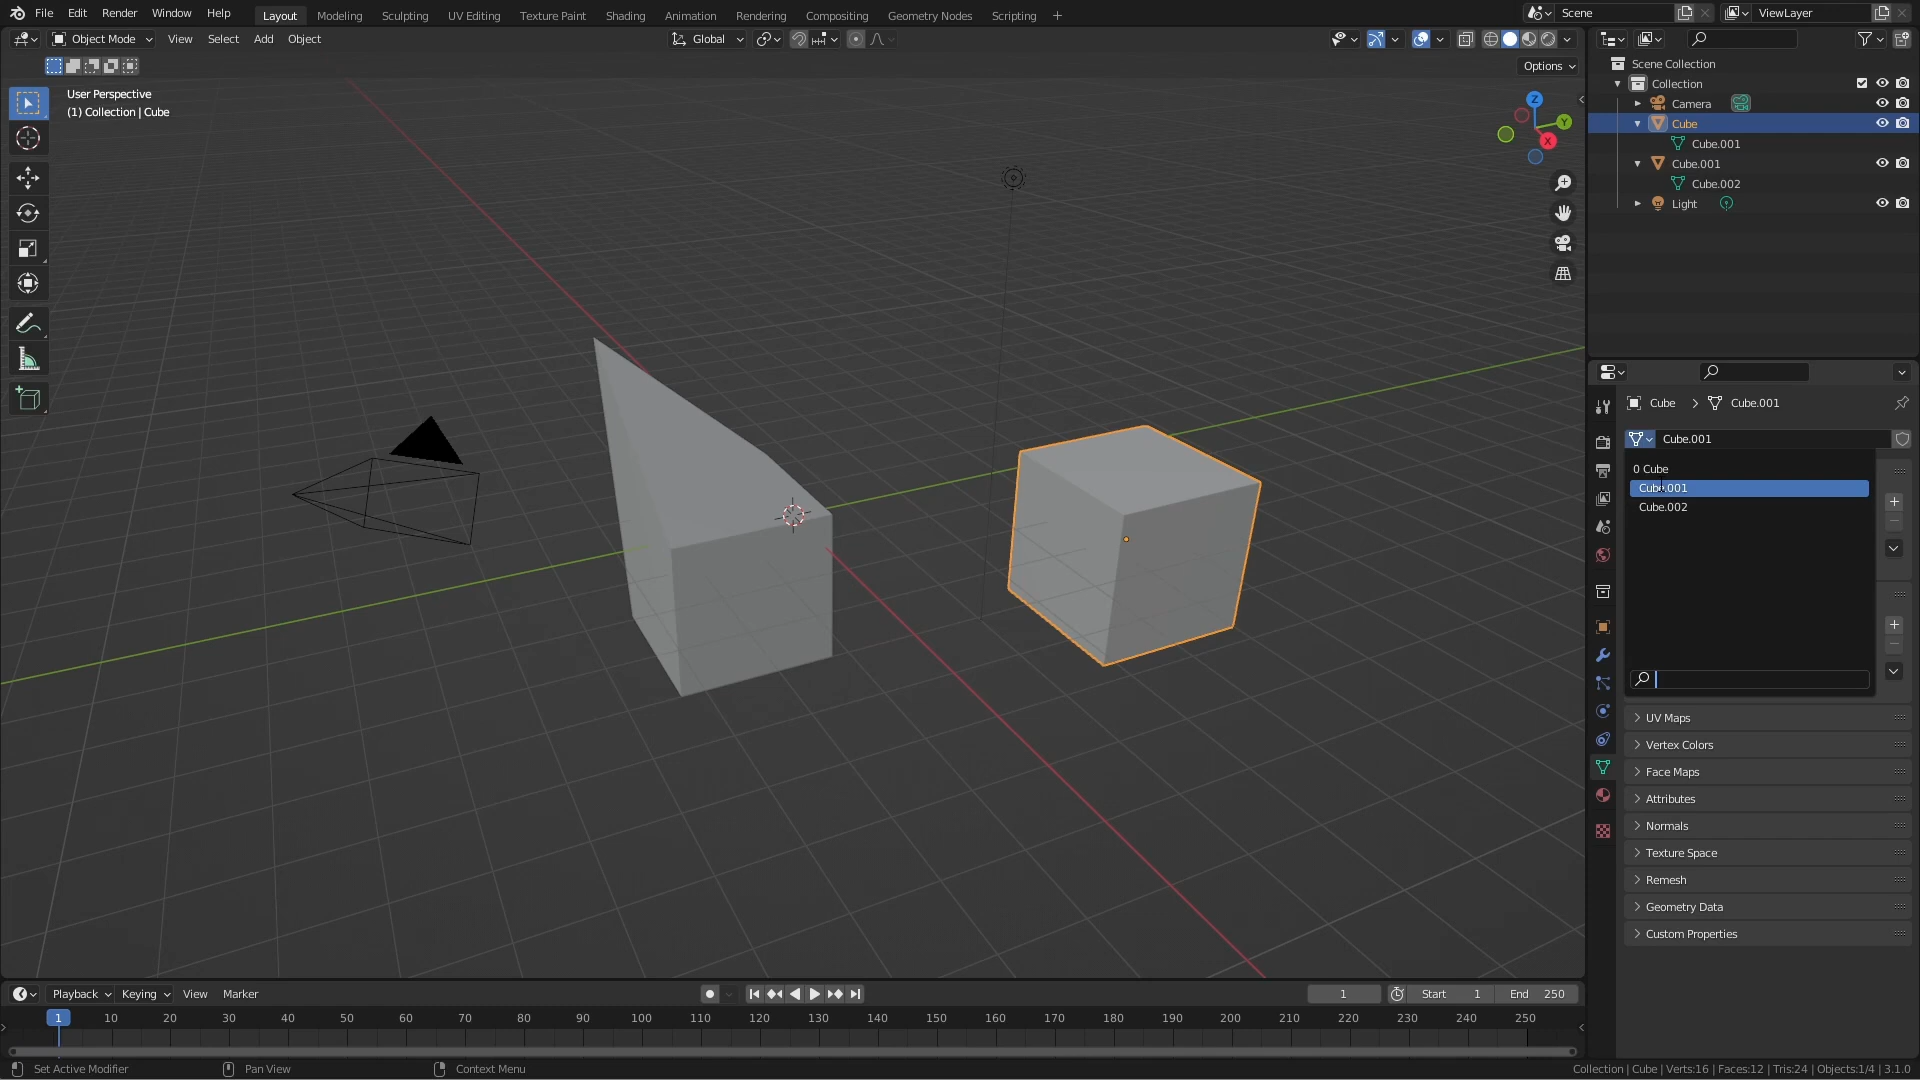 File Edit Render Window Help Layout Modeling Sculpting UV Editing Texture Paint Shading Animation Rendering Compositing Geometry Nodes Scripting + Scene ViewLayer
Object Mode View Select Add Object Global
Options
User Perspective
(1) Collection | Cube
Z
Y
X
Scene Collection
Collection
Camera
Cube
Cube.001
Cube.001
Cube.002
Light
Cube > Cube.001
Cube.001
0 Cube
Cube.001
Cube.002
UV Maps
Vertex Colors
Face Maps
Attributes
Normals
Texture Space
Remesh
Geometry Data
Custom Properties
Playback Keying View Marker 1 Start 1 End 250
1 10 20 30 40 50 60 70 80 90 100 110 120 130 140 150 160 170 180 190 200 210 220 230 240 250
Set Active Modifier Pan View Context Menu Collection | Cube | Verts:16 | Faces:12 | Tris:24 | Objects:1/4 | 3.1.0